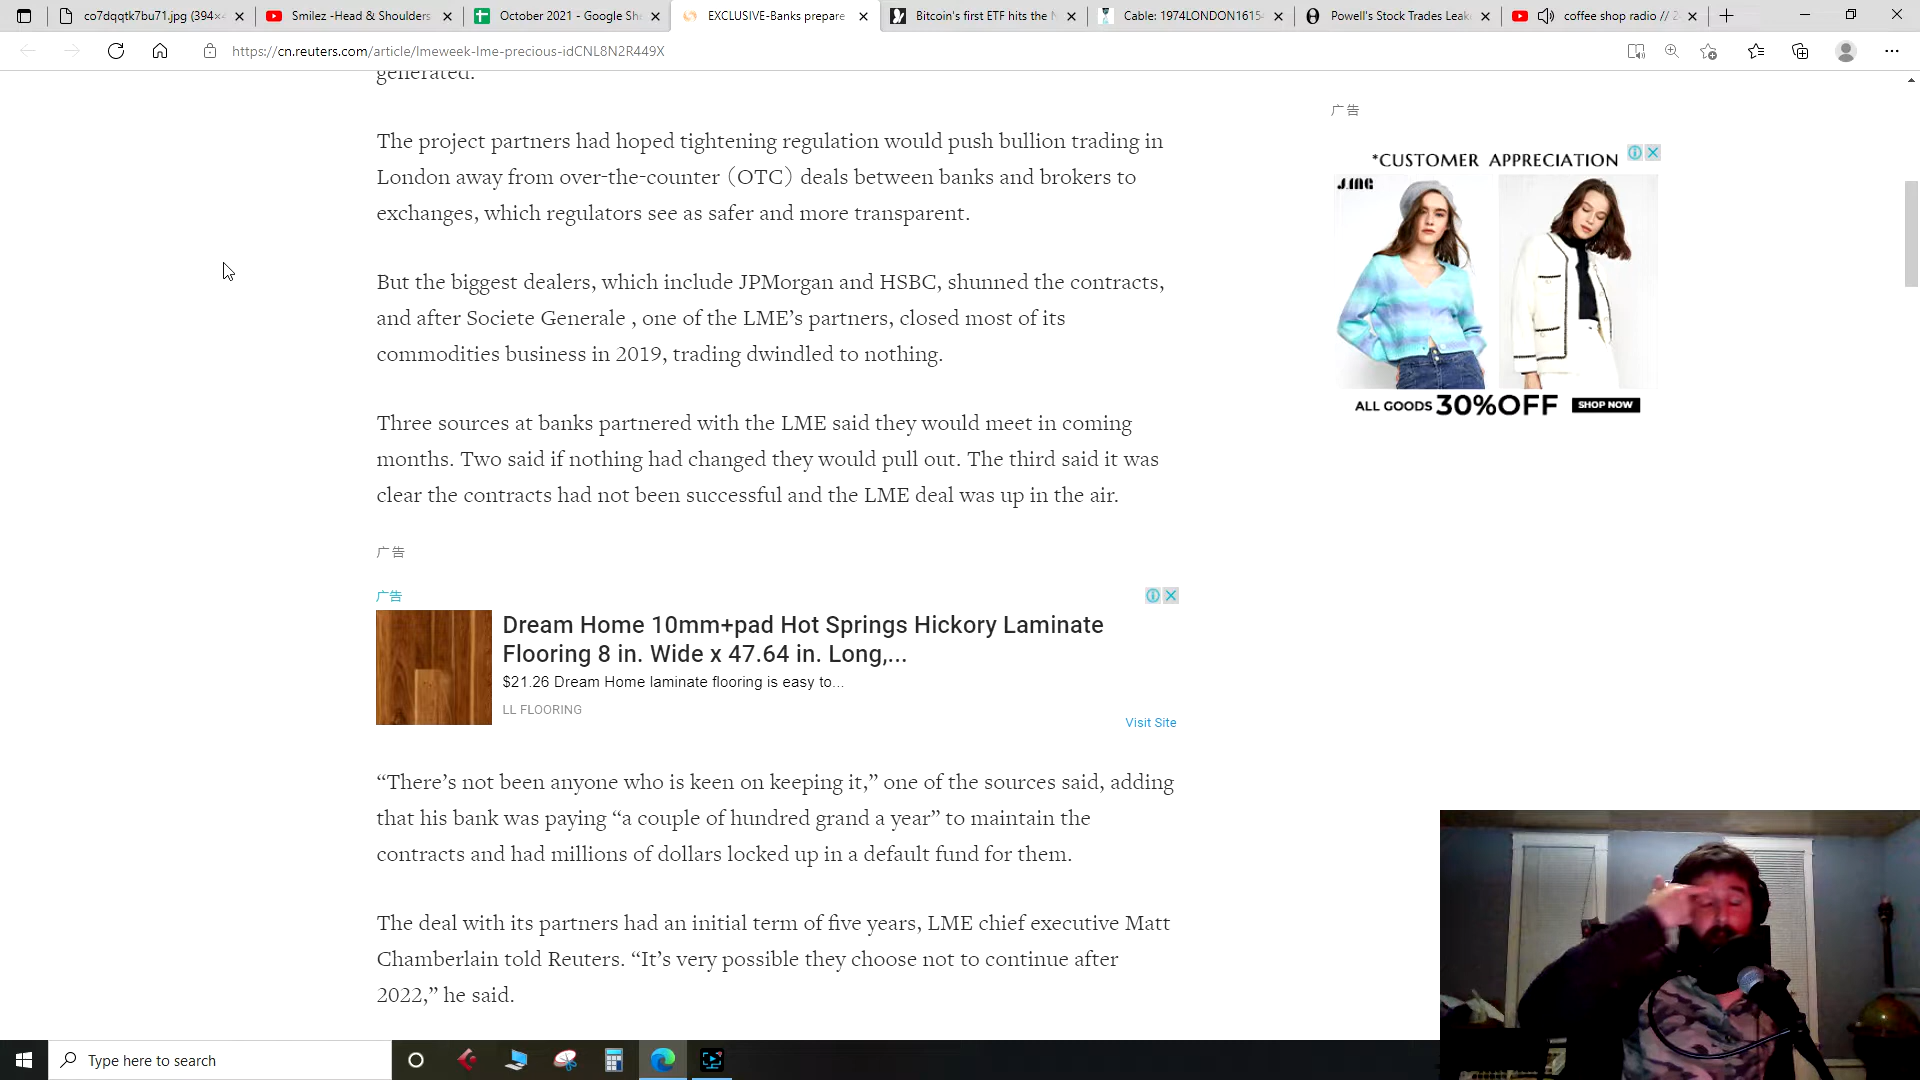 co7dqqtk7bu71.jpg (394×4
Smilez -Head & Shoulders
October 2021 - Google She
EXCLUSIVE-Banks prepare
Bitcoin's first ETF hits the N
Cable: 1974LONDON16154
Powell's Stock Trades Leak
coffee shop radio // 2
https://cn.reuters.com/article/lmeweek-lme-precious-idCNL8N2R449X
generated.
The project partners had hoped tightening regulation would push bullion trading in
London away from over-the-counter（OTC）deals between banks and brokers to
exchanges, which regulators see as safer and more transparent.
But the biggest dealers, which include JPMorgan and HSBC, shunned the contracts,
and after Societe Generale , one of the LME’s partners, closed most of its
commodities business in 2019, trading dwindled to nothing.
Three sources at banks partnered with the LME said they would meet in coming
months. Two said if nothing had changed they would pull out. The third said it was
clear the contracts had not been successful and the LME deal was up in the air.
广告
广告
Dream Home 10mm+pad Hot Springs Hickory Laminate
Flooring 8 in. Wide x 47.64 in. Long,...
$21.26 Dream Home laminate flooring is easy to...
LL FLOORING
Visit Site
“There’s not been anyone who is keen on keeping it,” one of the sources said, adding
that his bank was paying “a couple of hundred grand a year” to maintain the
contracts and had millions of dollars locked up in a default fund for them.
The deal with its partners had an initial term of five years, LME chief executive Matt
Chamberlain told Reuters. “It’s very possible they choose not to continue after
2022,” he said.
广告
*CUSTOMER APPRECIATION
J.ING
ALL GOODS 30%OFF SHOP NOW
Type here to search